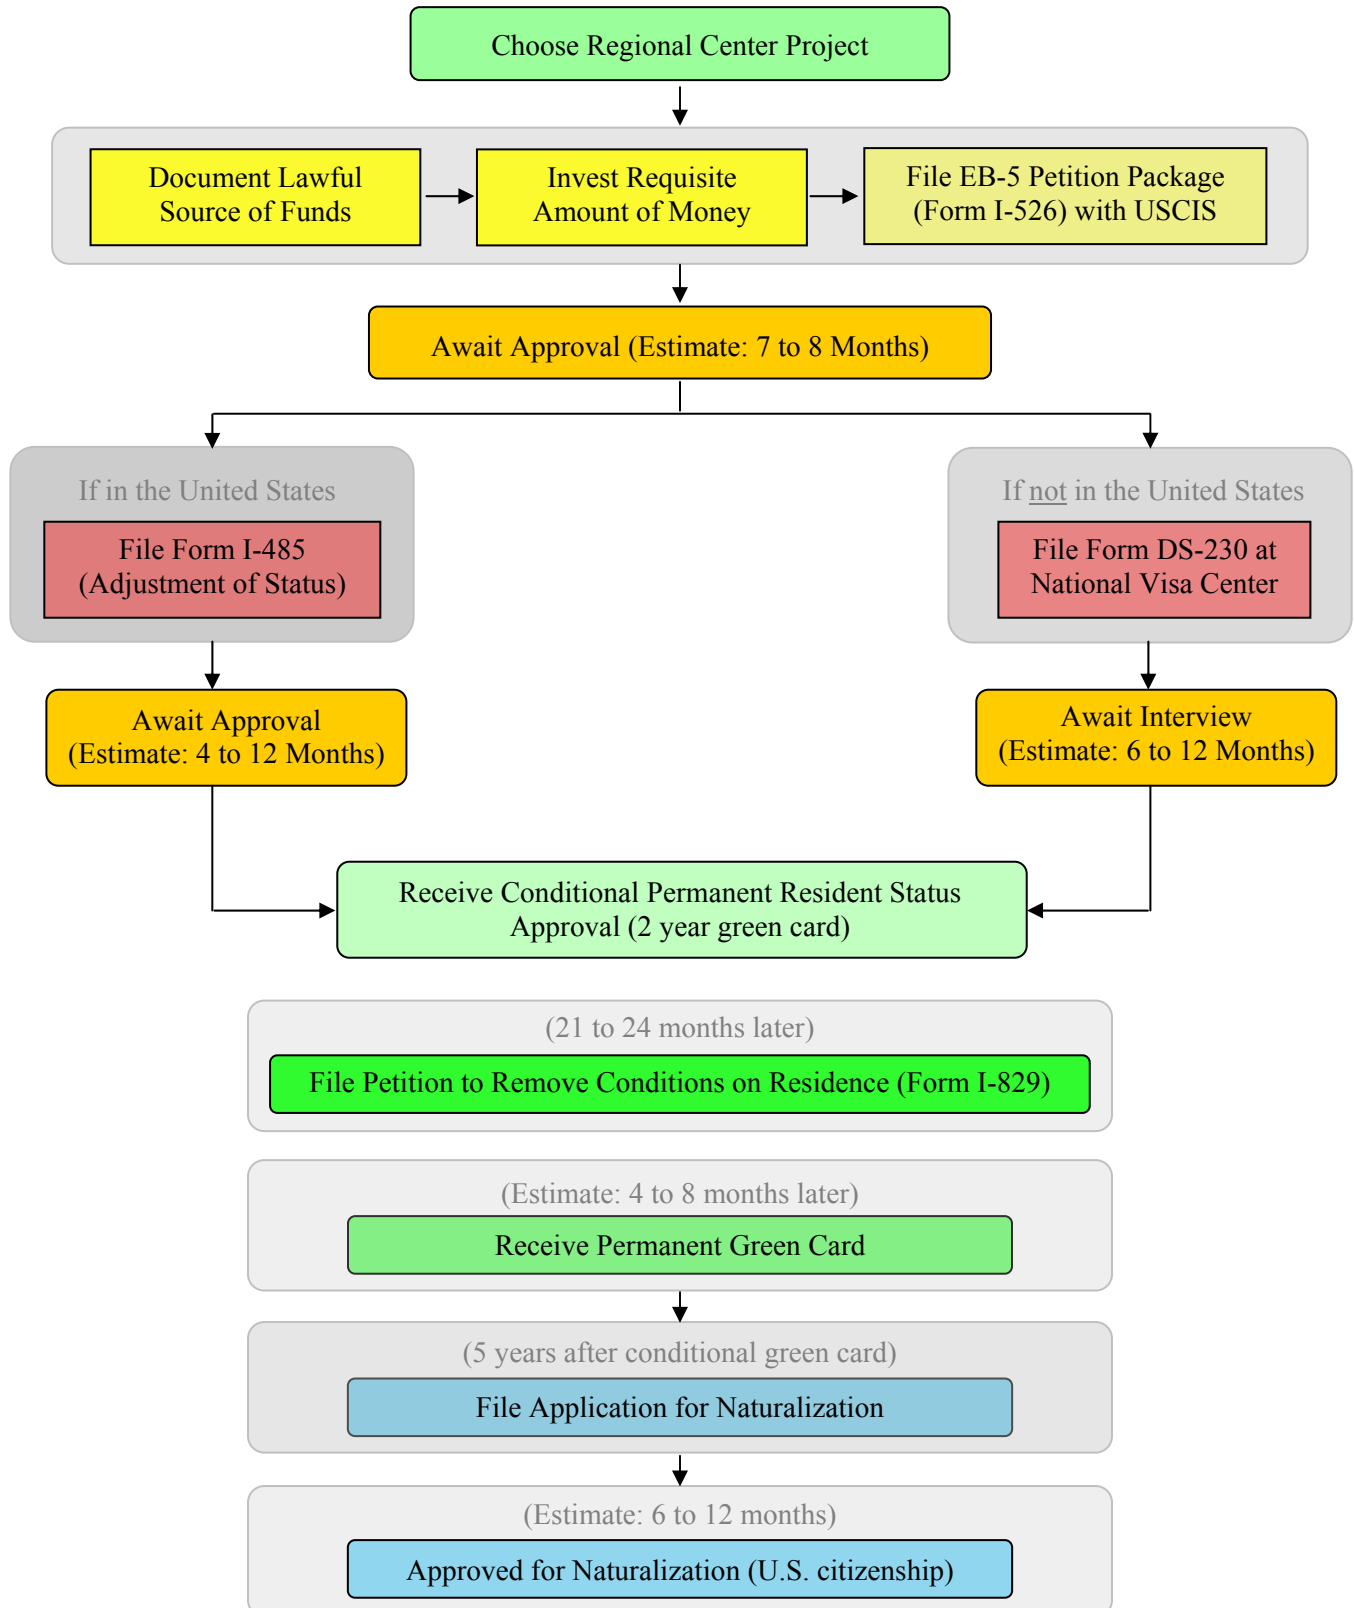 Choose Regional Center Project
Document Lawful
Source of Funds
Invest Requisite
Amount of Money
File EB-5 Petition Package
(Form I-526) with USCIS
Await Approval (Estimate: 7 to 8 Months)
If in the United States
File Form I-485
(Adjustment of Status)
If not in the United States
File Form DS-230 at
National Visa Center
Await Approval
(Estimate: 4 to 12 Months)
Await Interview
(Estimate: 6 to 12 Months)
Receive Conditional Permanent Resident Status
Approval (2 year green card)
(21 to 24 months later)
File Petition to Remove Conditions on Residence (Form I-829)
(Estimate: 4 to 8 months later)
Receive Permanent Green Card
(5 years after conditional green card)
File Application for Naturalization
(Estimate: 6 to 12 months)
Approved for Naturalization (U.S. citizenship)